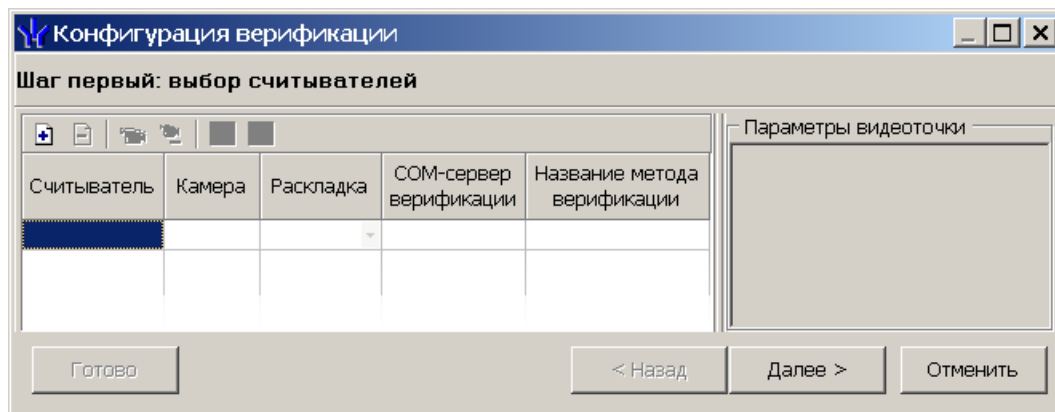 Конфигурация верификации
Шаг первый: выбор считывателей
Параметры видеоточки
Считыватель
Камера
Раскладка
COM-сервер
верификации
Название метода
верификации
Готово
< Назад
Далее >
Отменить